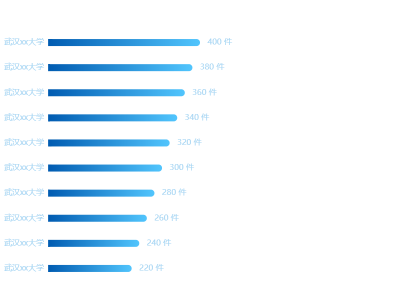 武汉xx大学 400 件
武汉xx大学 380 件
武汉xx大学 360 件
武汉xx大学 340 件
武汉xx大学 320 件
武汉xx大学 300 件
武汉xx大学 280 件
武汉xx大学 260 件
武汉xx大学 240 件
武汉xx大学 220 件